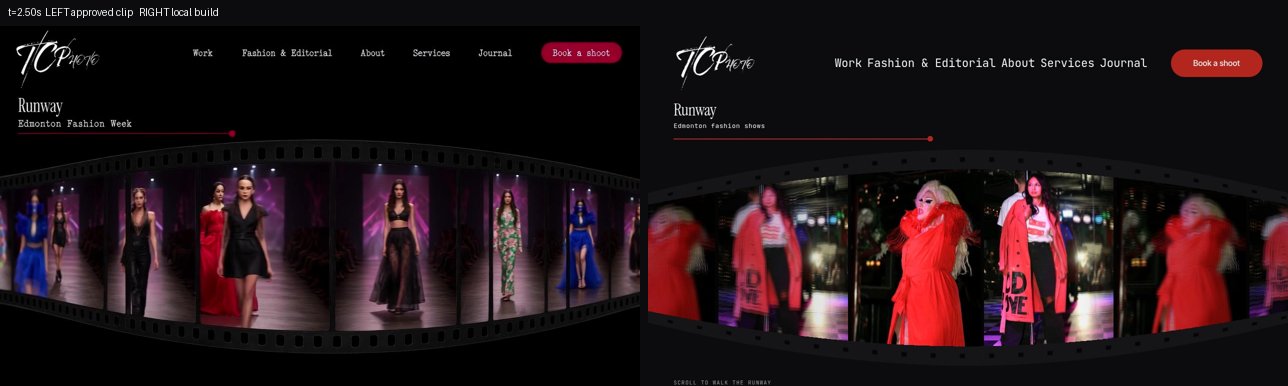 t=2.50s LEFT approved clip RIGHT local build
TCPHOTO
Work Fashion & Editorial About Services Journal Book a shoot
Runway
Edmonton Fashion Week
TCPHOTO
Work Fashion & Editorial About Services Journal Book a shoot
Runway
Edmonton fashion shows
SCROLL TO WALK THE RUNWAY